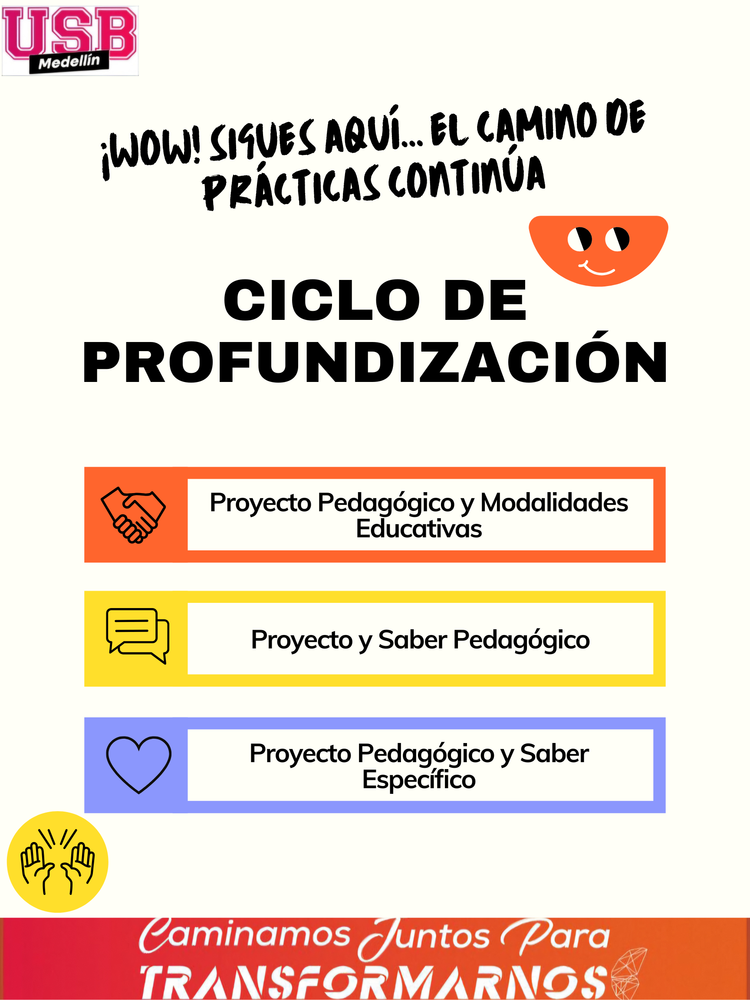 USB
Medellín
¡WOW! SIGUES AQUÍ... EL CAMINO DE
PRÁCTICAS CONTINÚA
CICLO DE
PROFUNDIZACIÓN
Proyecto Pedagógico y Modalidades
Educativas
Proyecto y Saber Pedagógico
Proyecto Pedagógico y Saber
Específico
Caminamos Juntos Para
TRANSFORMARNOS